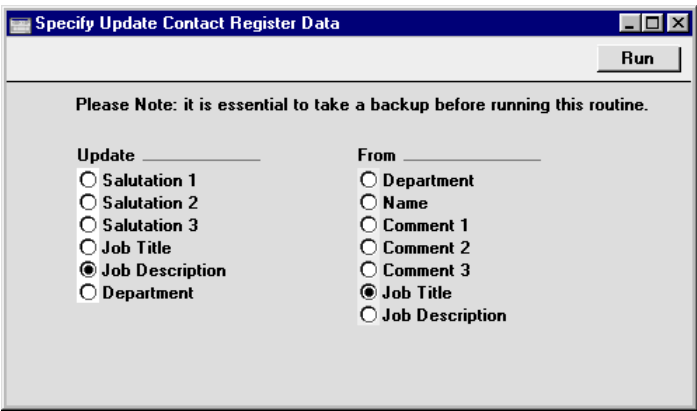 Specify Update Contact Register Data
Run
Please Note: it is essential to take a backup before running this routine.
Update
Salutation 1
Salutation 2
Salutation 3
Job Title
Job Description
Department
From
Department
Name
Comment 1
Comment 2
Comment 3
Job Title
Job Description